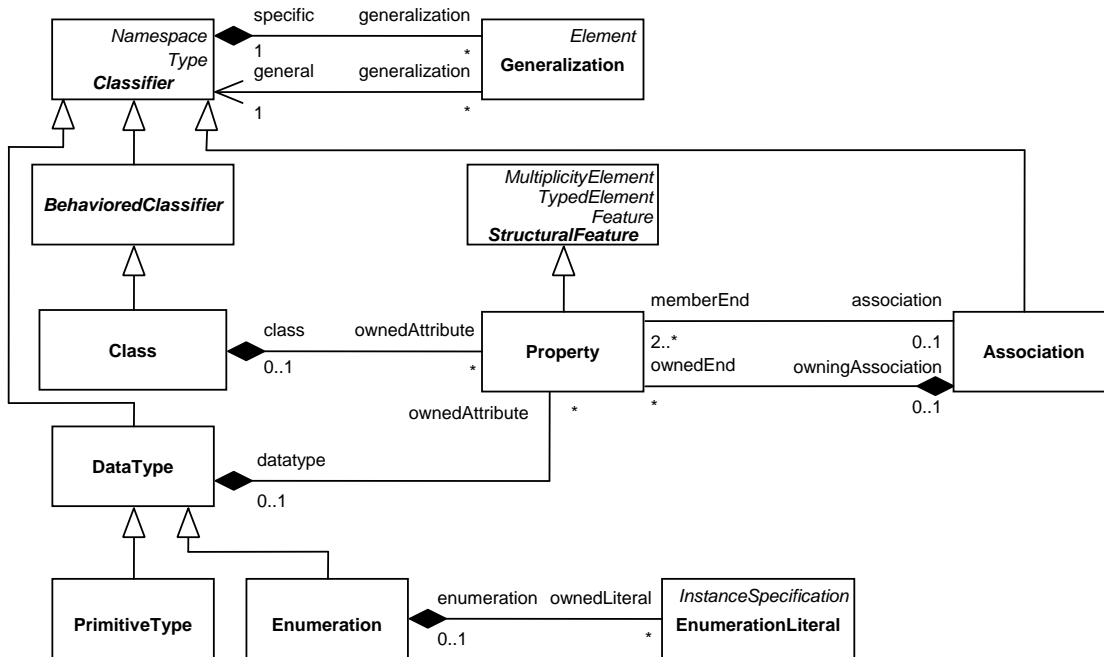 Namespace
Type
Classifier
specific generalization
1 *
general generalization
1 *
Element
Generalization
BehavioredClassifier
MultiplicityElement
TypedElement
Feature
StructuralFeature
Class
class ownedAttribute
0..1 *
Property
memberEnd association
2..* 0..1
ownedEnd owningAssociation
* 0..1
Association
ownedAttribute *
DataType
datatype
0..1
PrimitiveType
Enumeration
enumeration ownedLiteral
0..1 *
InstanceSpecification
EnumerationLiteral